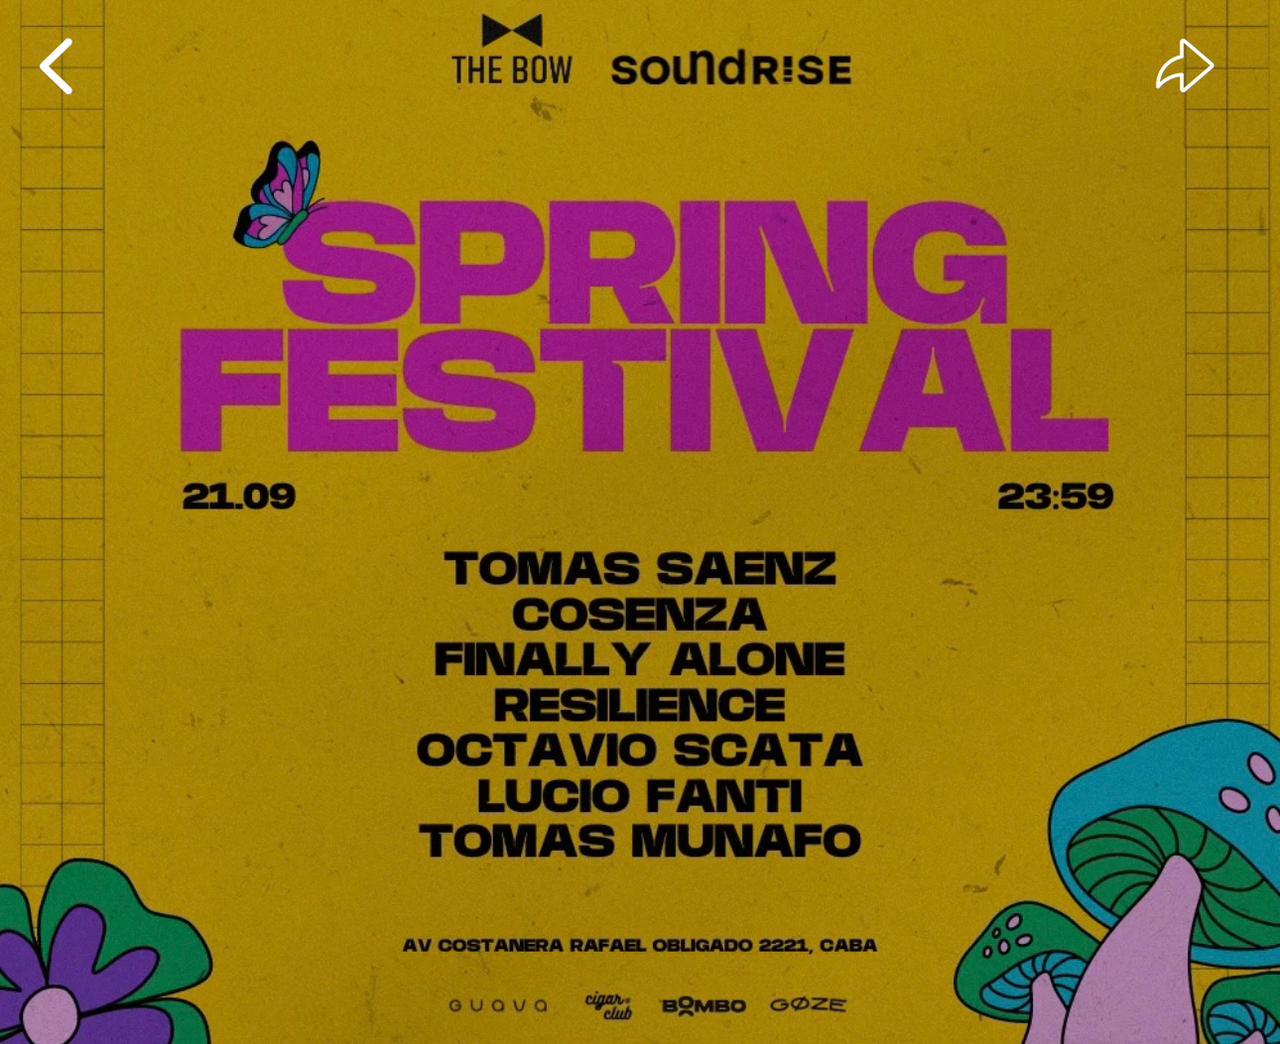 THE BOW
SOUNDRISE
SPRING
FESTIVAL
21.09
23:59
TOMAS SAENZ
COSENZA
FINALLY ALONE
RESILIENCE
OCTAVIO SCATA
LUCIO FANTI
TOMAS MUNAFO
AV COSTANERA RAFAEL OBLIGADO 2221, CABA
GUAVA cigar club BOMBO GØZE